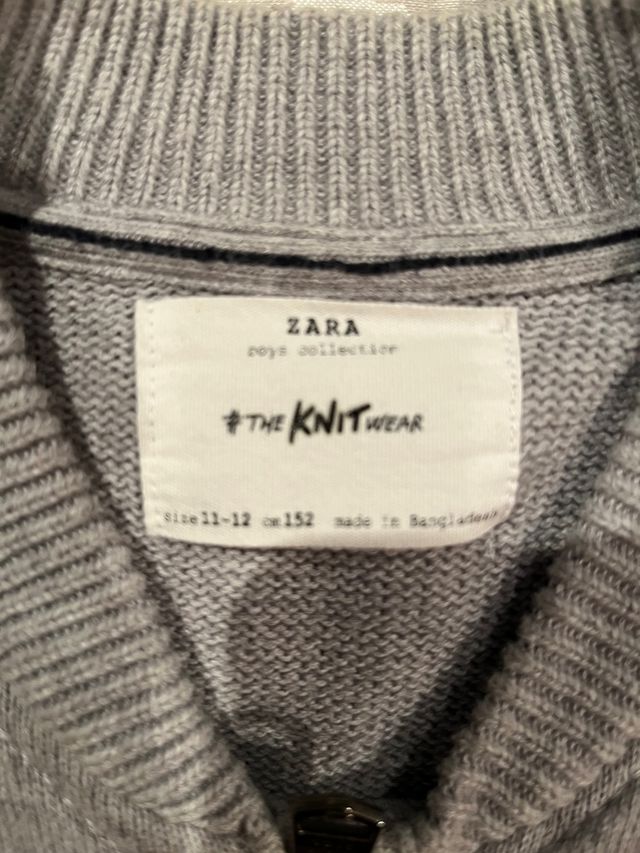 ZARA
boys collection
#THE KNITWEAR
size 11-12 cm 152 made in Bangladesh